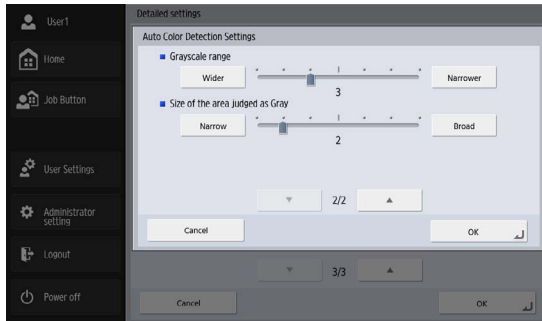 User1
Home
Job Button
User Settings
Administrator
setting
Logout
Power off
Detailed settings
Auto Color Detection Settings
Grayscale range
Wider
Narrower
3
Size of the area judged as Gray
Narrow
Broad
2
2/2
Cancel
OK
3/3
Cancel
OK